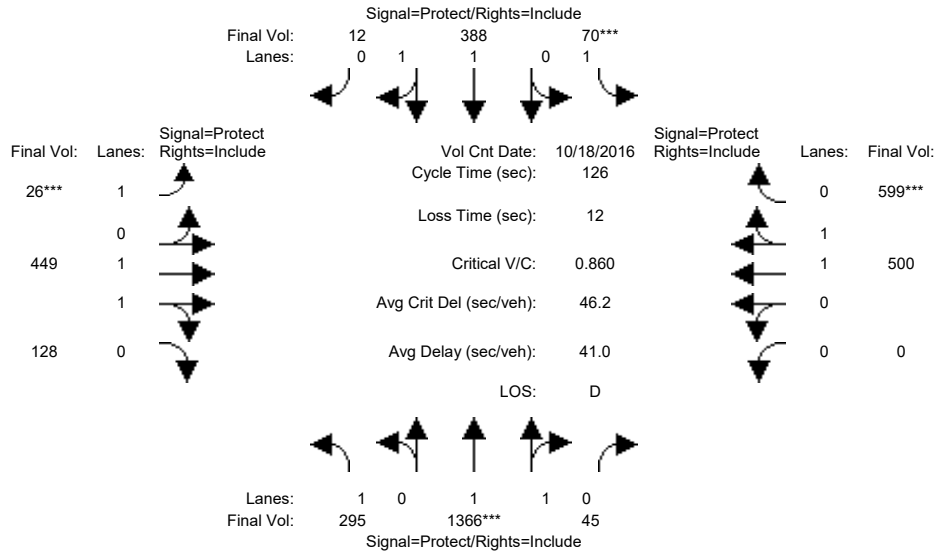 Signal=Protect/Rights=Include
Final Vol: 12 388 70***
Lanes: 0 1 1 0 1
Signal=Protect
Final Vol: Lanes: Rights=Include
Vol Cnt Date: 10/18/2016
Signal=Protect
Rights=Include Lanes: Final Vol:
Cycle Time (sec): 126
26*** 1
0 599***
Loss Time (sec): 12
0
1
449 1
Critical V/C: 0.860
1 500
1
Avg Crit Del (sec/veh): 46.2
0
128 0
Avg Delay (sec/veh): 41.0
0 0
LOS: D
Lanes: 1 0 1 1 0
Final Vol: 295 1366*** 45
Signal=Protect/Rights=Include